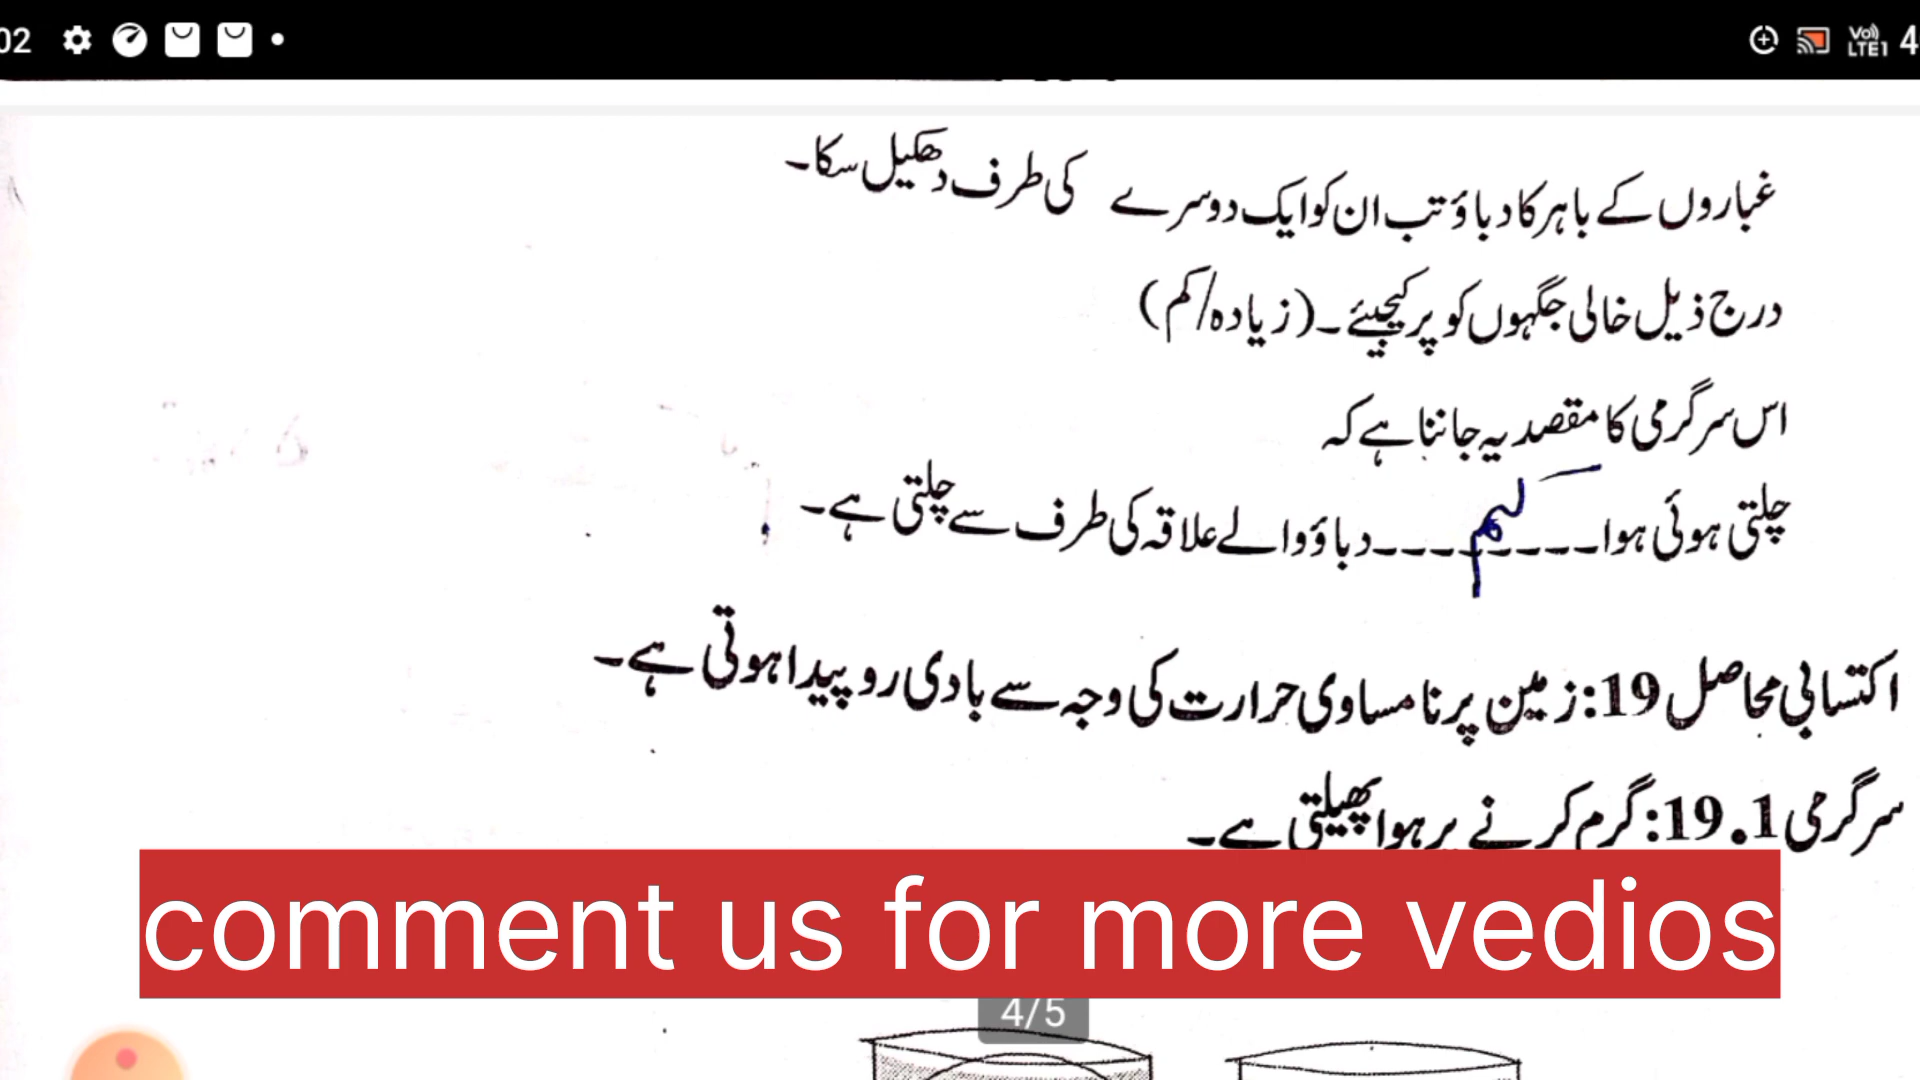 02 4
غباروں کے باہر کا دباؤ تب ان کو ایک دوسرے کی طرف دھکیل سکا۔
درج ذیل خالی جگہوں کو پر کیجیئے۔ (زیادہ/کم)
اس سرگرمی کا مقصد یہ جاننا ہے کہ
چلتی ہوئی ہوا ---- کم ---- دباؤ والے علاقہ کی طرف سے چلتی ہے۔
اکتسابی محاصل 19: زمین پر نا مساوی حرارت کی وجہ سے بادی رو پیدا ہوتی ہے۔
سرگرمی 19.1: گرم کرنے پر ہوا پھیلتی ہے۔
comment us for more vedios
4/5